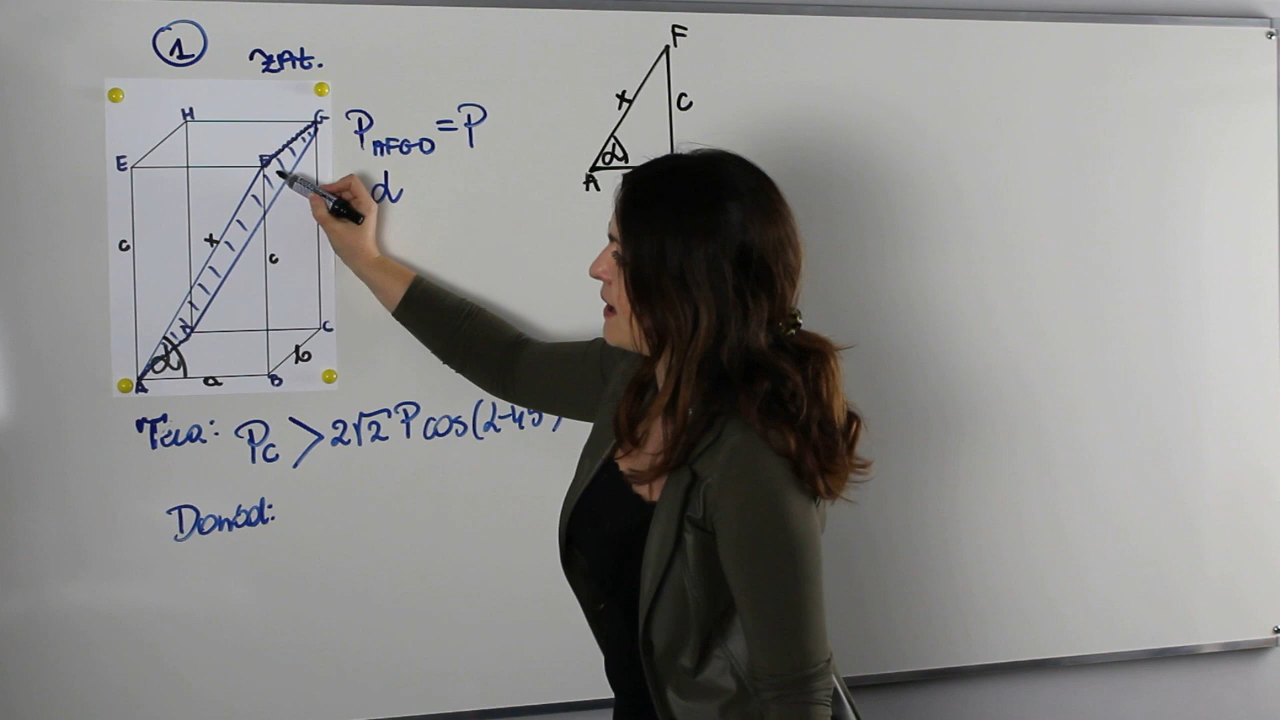 1
zAł.
H
G
E
F
c
x
c
D
C
α
b
A
a
B
P_AFGD = P
α
F
x
c
α
A
Teza: P_C > 2√2 P cos(α-45°)
Dowód: